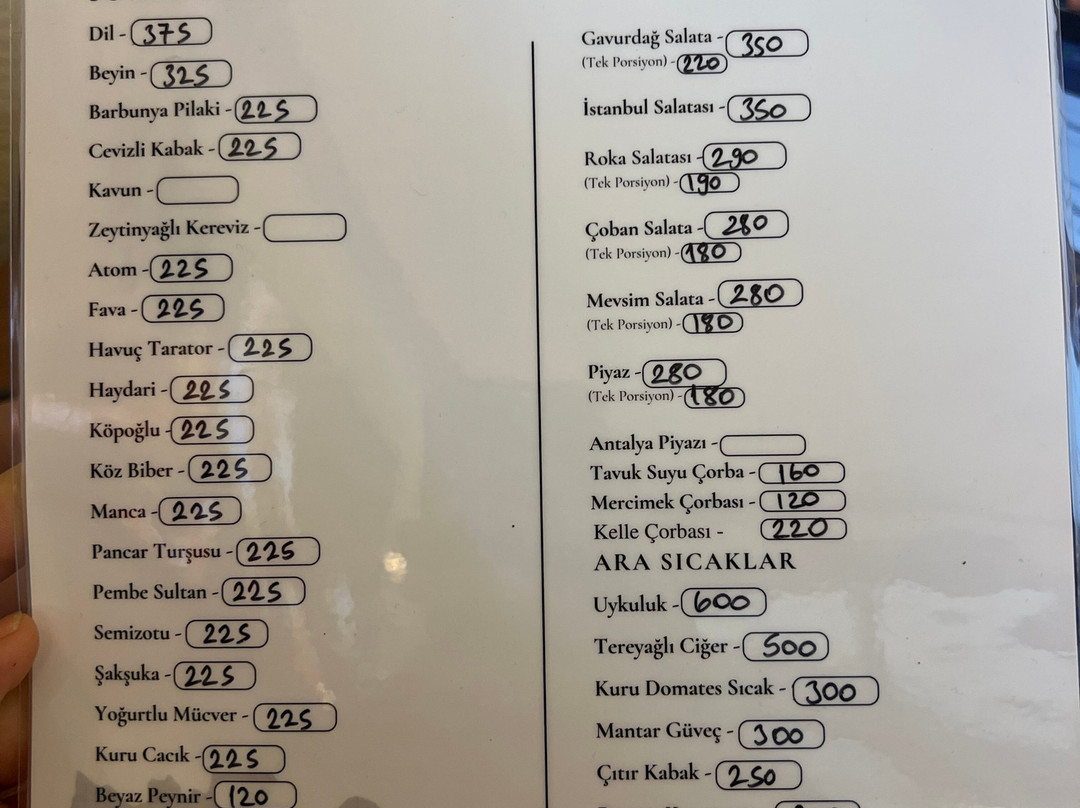 Dil - 375
Beyin - 325
Barbunya Pilaki - 225
Cevizli Kabak - 225
Kavun -
Zeytinyağlı Kereviz -
Atom - 225
Fava - 225
Havuç Tarator - 225
Haydari - 225
Köpoğlu - 225
Köz Biber - 225
Manca - 225
Pancar Turşusu - 225
Pembe Sultan - 225
Semizotu - 225
Şakşuka - 225
Yoğurtlu Mücver - 225
Kuru Cacık - 225
Beyaz Peynir - 120
Gavurdağ Salata - 350
(Tek Porsiyon) - 220
İstanbul Salatası - 350
Roka Salatası - 290
(Tek Porsiyon) - 190
Çoban Salata - 280
(Tek Porsiyon) - 180
Mevsim Salata - 280
(Tek Porsiyon) - 180
Piyaz - 280
(Tek Porsiyon) - 180
Antalya Piyazı -
Tavuk Suyu Çorba - 160
Mercimek Çorbası - 120
Kelle Çorbası - 220
ARA SICAKLAR
Uykuluk - 600
Tereyağlı Ciğer - 500
Kuru Domates Sıcak - 300
Mantar Güveç - 300
Çıtır Kabak - 250